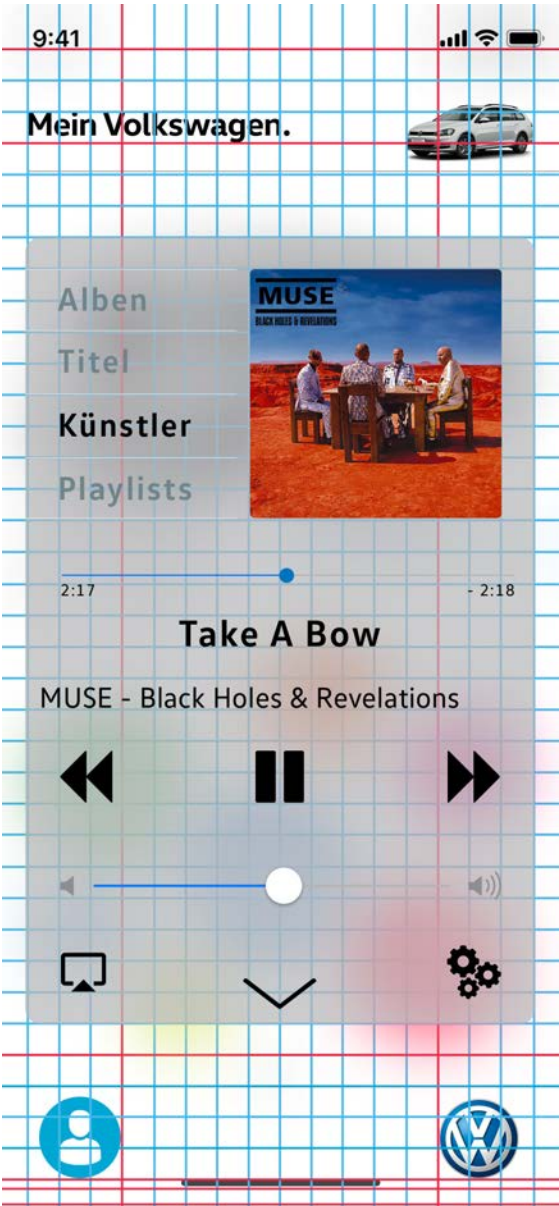 9:41
Mein Volkswagen.
Alben
Titel
Künstler
Playlists
MUSE
BLACK HOLES & REVELATIONS
2:17
- 2:18
Take A Bow
MUSE - Black Holes & Revelations